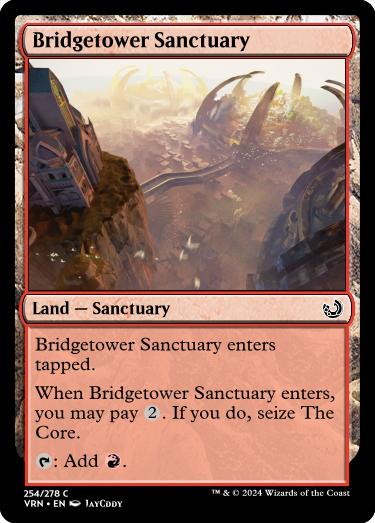 Bridgetower Sanctuary
Land — Sanctuary
Bridgetower Sanctuary enters
tapped.
When Bridgetower Sanctuary enters,
you may pay 2. If you do, seize The
Core.
: Add .
254/278 C
VRN • EN JayCddy
™ & © 2024 Wizards of the Coast